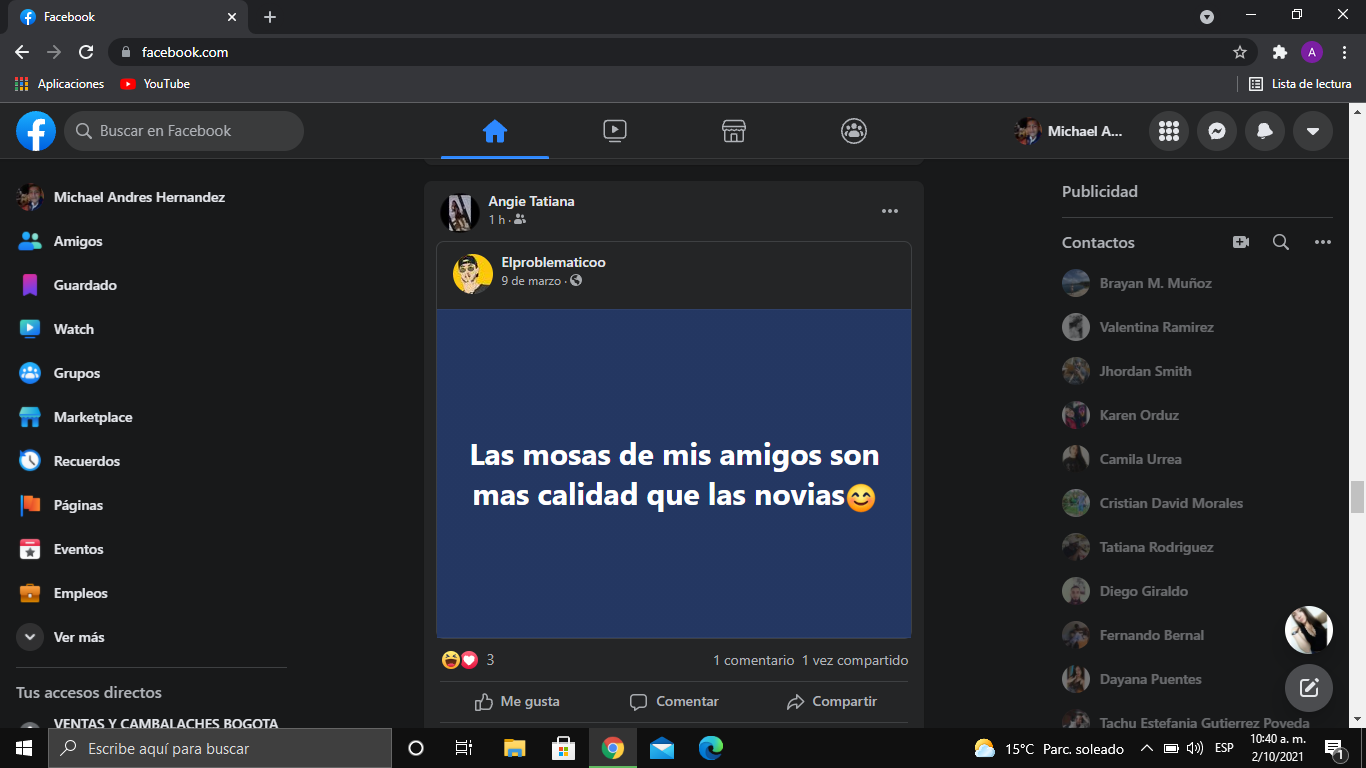 Facebook
facebook.com
A
Aplicaciones
YouTube
Lista de lectura
Buscar en Facebook
Michael A...
Michael Andres Hernandez
Amigos
Guardado
Watch
Grupos
Marketplace
Recuerdos
Páginas
Eventos
Empleos
Ver más
Tus accesos directos
VENTAS Y CAMBALACHES BOGOTA
Angie Tatiana
1 h ·
Elproblematicoo
9 de marzo ·
Las mosas de mis amigos son
mas calidad que las novias😊
3
1 comentario 1 vez compartido
Me gusta
Comentar
Compartir
Publicidad
Contactos
Brayan M. Muñoz
Valentina Ramirez
Jhordan Smith
Karen Orduz
Camila Urrea
Cristian David Morales
Tatiana Rodriguez
Diego Giraldo
Fernando Bernal
Dayana Puentes
Tachu Estefania Gutierrez Poveda
Escribe aquí para buscar
15°C Parc. soleado
ESP
10:40 a. m.
2/10/2021
1